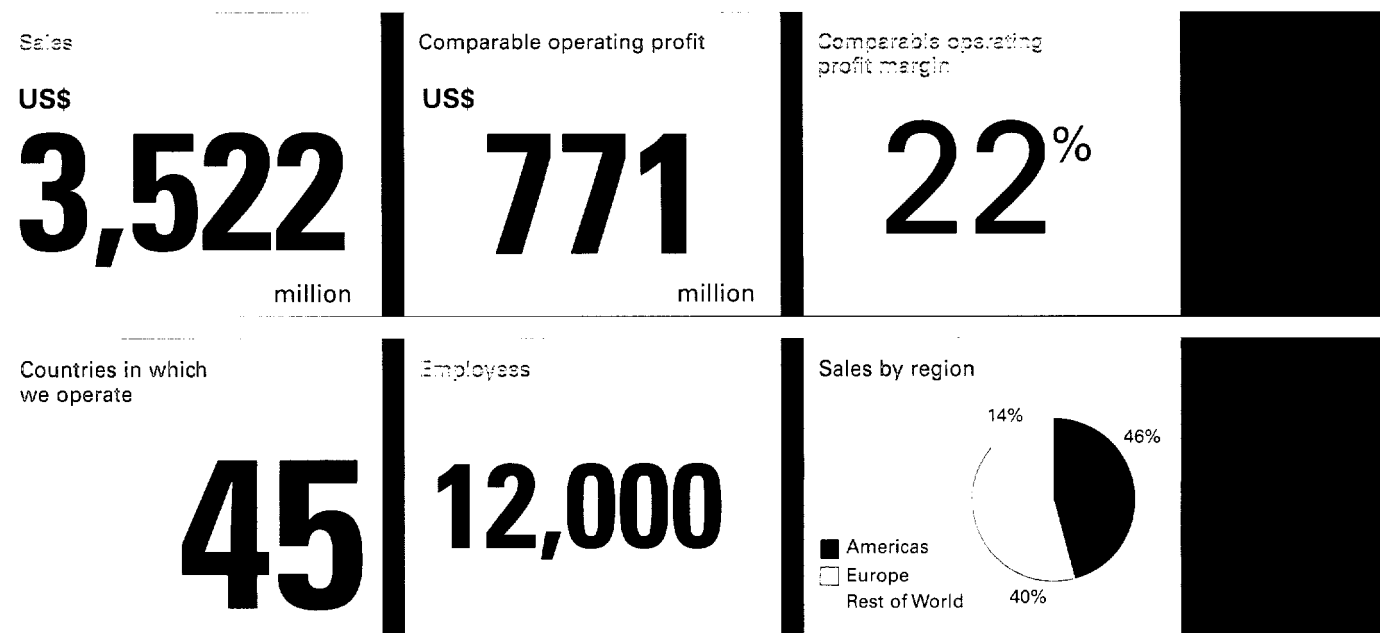 Sales
US$
3,522
million
Comparable operating profit
US$
771
million
Comparable operating
profit margin
22%
Countries in which
we operate
45
Employees
12,000
Sales by region
14%
46%
Americas
Europe
Rest of World
40%